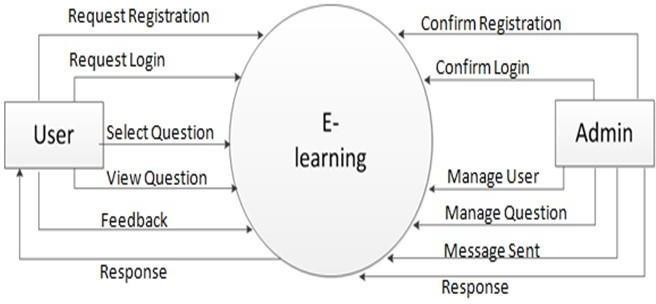 Request Registration
Request Login
User
Select Question
View Question
Feedback
Response
E-
learning
Confirm Registration
Confirm Login
Admin
Manage User
Manage Question
Message Sent
Response